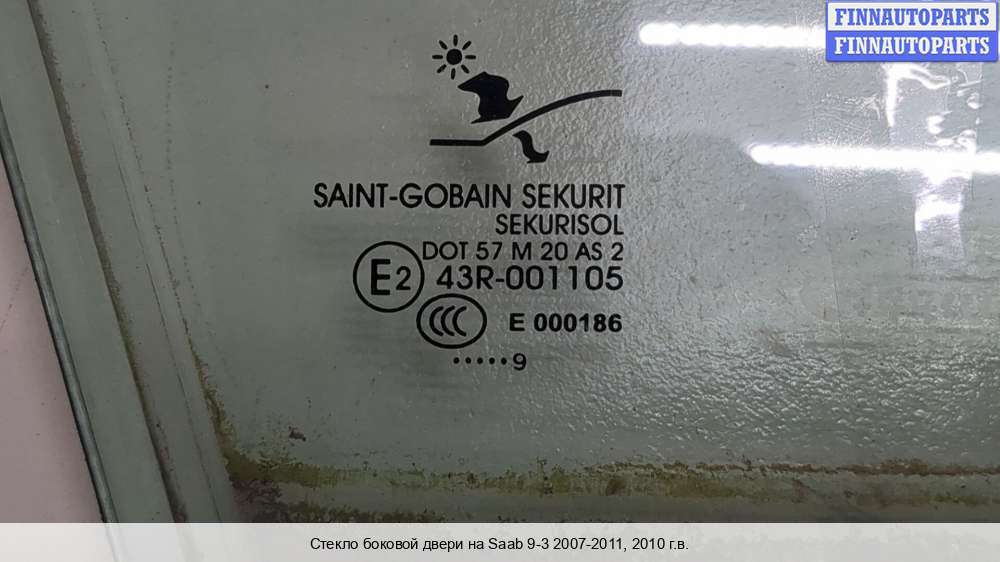 FINNAUTOPARTS
FINNAUTOPARTS
SAINT-GOBAIN SEKURIT
SEKURISOL
DOT 57 M 20 AS 2
E2 43R-001105
CCC E 000186
•••••9
Стекло боковой двери на Saab 9-3 2007-2011, 2010 г.в.